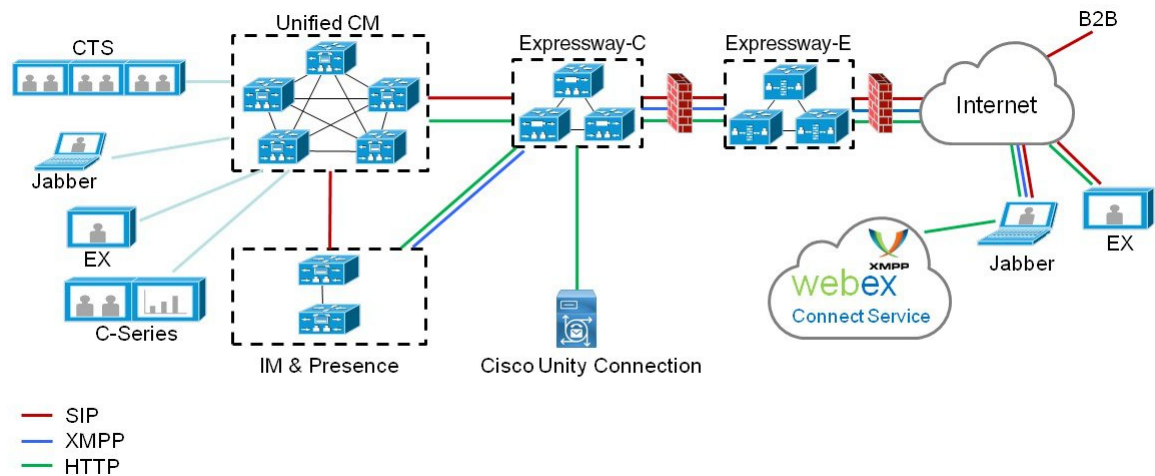 Unified CM
CTS
Expressway-C
Expressway-E
B2B
Internet
Jabber
EX
C-Series
IM & Presence
Cisco Unity Connection
XMPP
webex
Connect Service
Jabber
EX
SIP
XMPP
HTTP